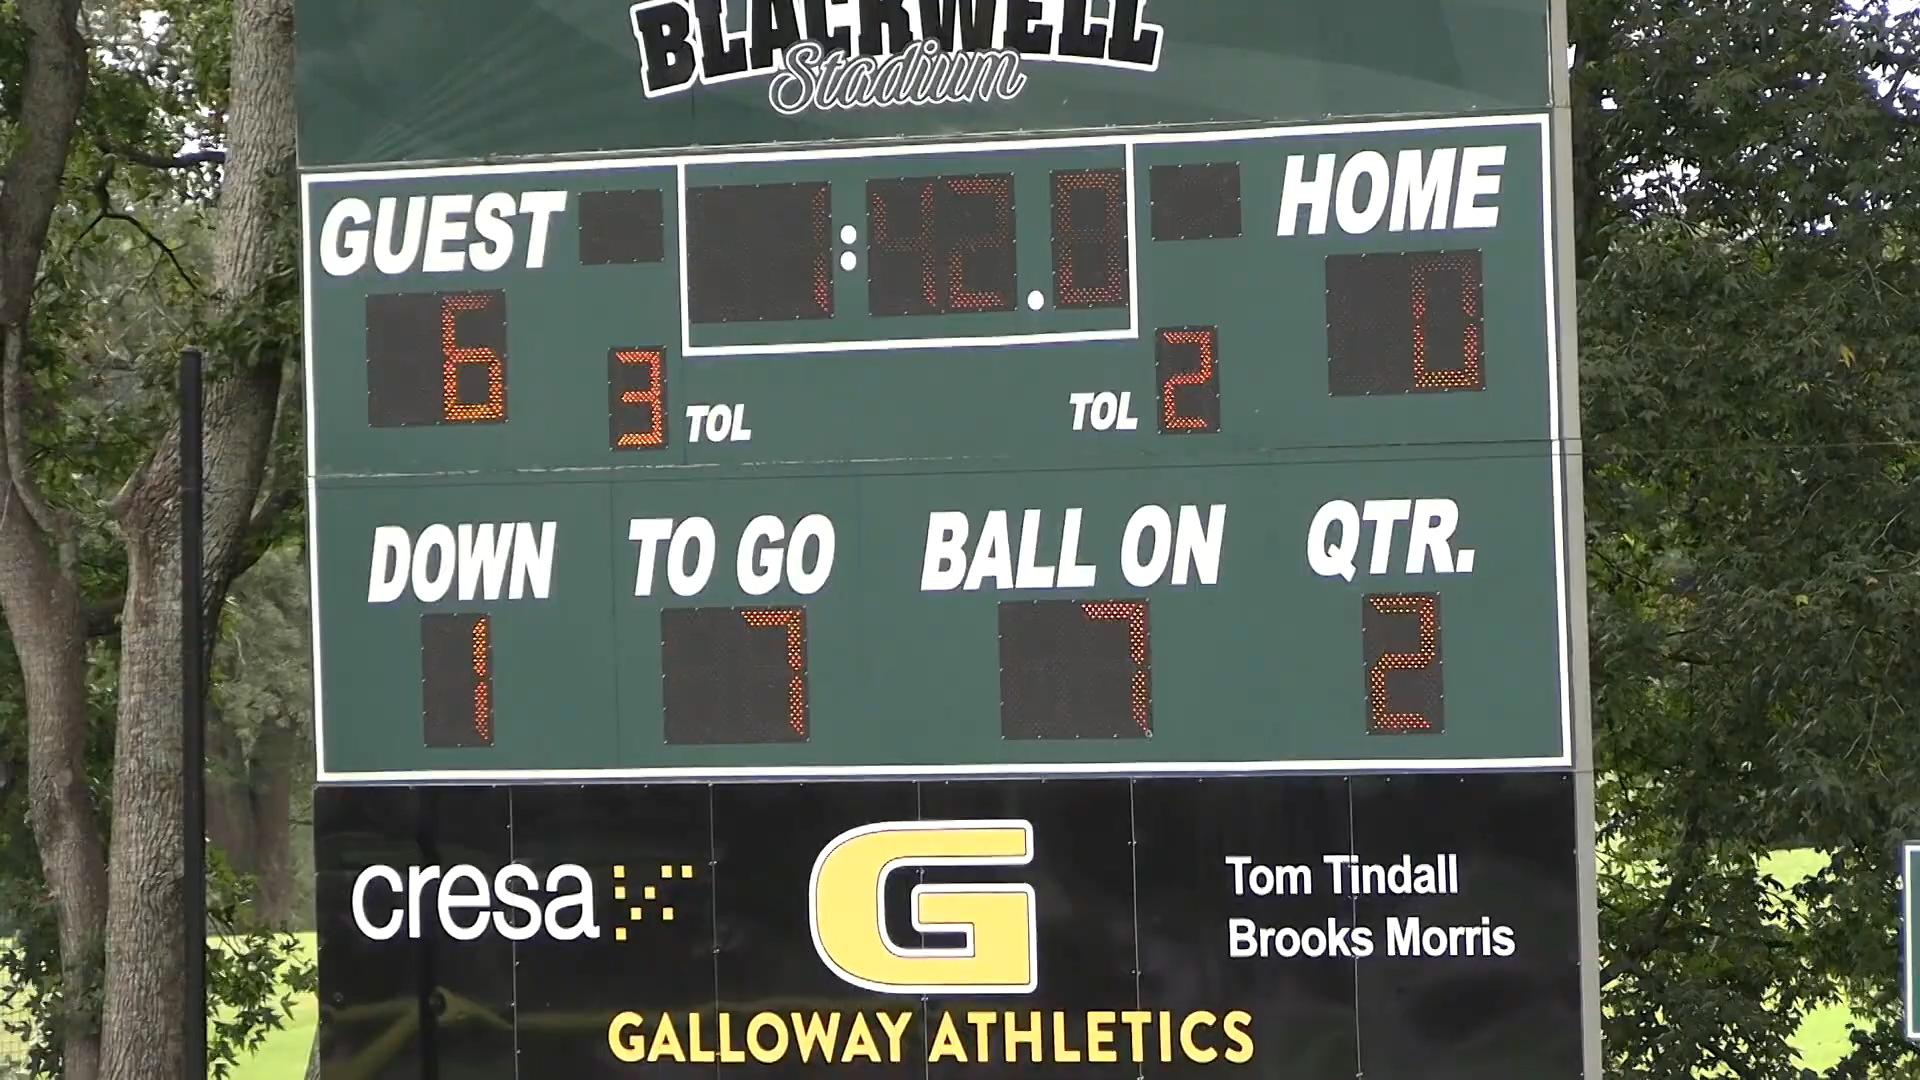 BLACKWELL
Stadium
GUEST 1:42.8 HOME
6 3 TOL TOL 2 0
DOWN TO GO BALL ON QTR.
1 7 7 2
cresa G Tom Tindall
Brooks Morris
GALLOWAY ATHLETICS